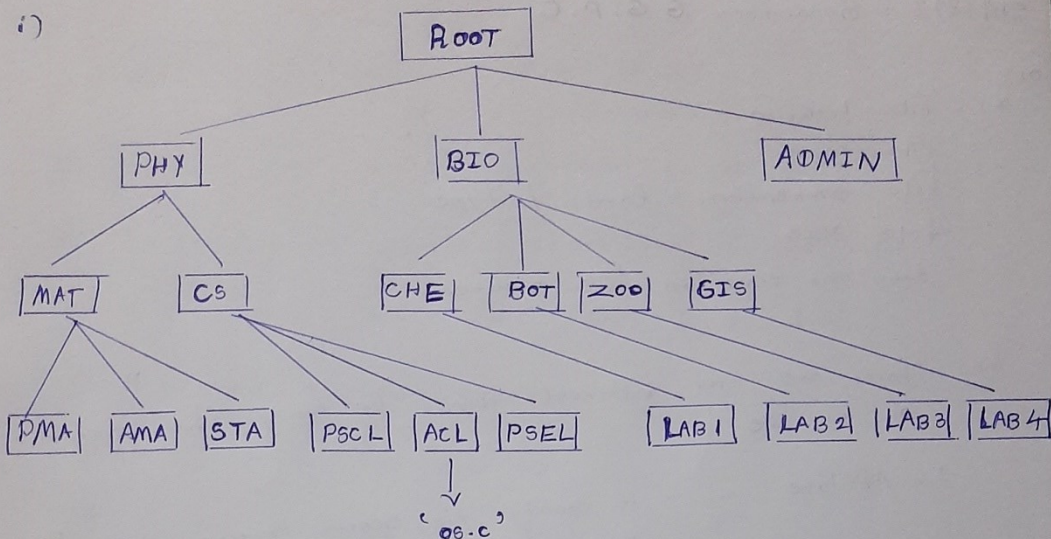 i)
ROOT
PHY BIO ADMIN
MAT CS CHE BOT ZOO GIS
PMA AMA STA PSCL ACL PSEL LAB1 LAB2 LAB3 LAB4
'os.c'